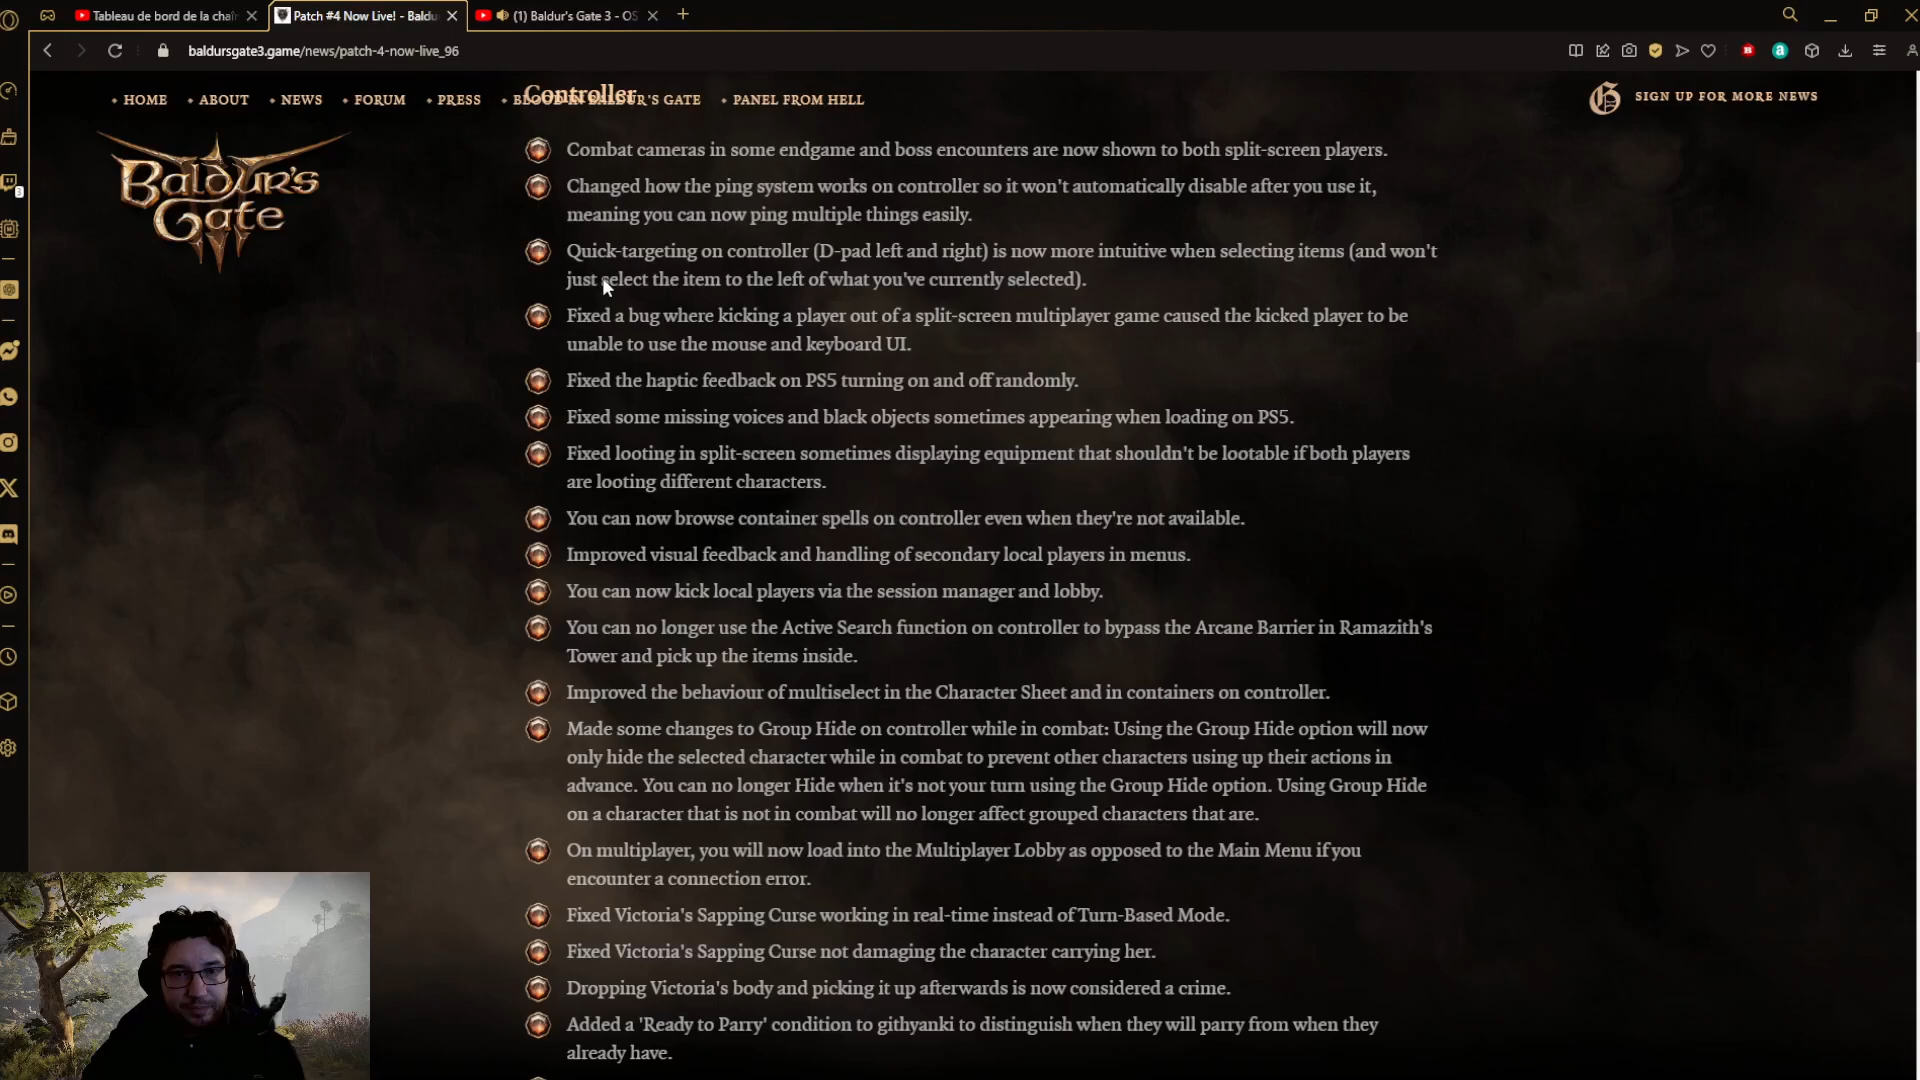 Tableau de bord de la chaî
Patch #4 Now Live! - Baldu
(1) Baldur's Gate 3 - OS
baldursgate3.game/news/patch-4-now-live_96
3
Controller
HOME
ABOUT
NEWS
FORUM
PRESS
BLOOD IN BALDUR'S GATE
PANEL FROM HELL
SIGN UP FOR MORE NEWS
Baldur's
Gate
Combat cameras in some endgame and boss encounters are now shown to both split-screen players.
Changed how the ping system works on controller so it won't automatically disable after you use it,
meaning you can now ping multiple things easily.
Quick-targeting on controller (D-pad left and right) is now more intuitive when selecting items (and won't
just select the item to the left of what you've currently selected).
Fixed a bug where kicking a player out of a split-screen multiplayer game caused the kicked player to be
unable to use the mouse and keyboard UI.
Fixed the haptic feedback on PS5 turning on and off randomly.
Fixed some missing voices and black objects sometimes appearing when loading on PS5.
Fixed looting in split-screen sometimes displaying equipment that shouldn't be lootable if both players
are looting different characters.
You can now browse container spells on controller even when they're not available.
Improved visual feedback and handling of secondary local players in menus.
You can now kick local players via the session manager and lobby.
You can no longer use the Active Search function on controller to bypass the Arcane Barrier in Ramazith's
Tower and pick up the items inside.
Improved the behaviour of multiselect in the Character Sheet and in containers on controller.
Made some changes to Group Hide on controller while in combat: Using the Group Hide option will now
only hide the selected character while in combat to prevent other characters using up their actions in
advance. You can no longer Hide when it's not your turn using the Group Hide option. Using Group Hide
on a character that is not in combat will no longer affect grouped characters that are.
On multiplayer, you will now load into the Multiplayer Lobby as opposed to the Main Menu if you
encounter a connection error.
Fixed Victoria's Sapping Curse working in real-time instead of Turn-Based Mode.
Fixed Victoria's Sapping Curse not damaging the character carrying her.
Dropping Victoria's body and picking it up afterwards is now considered a crime.
Added a 'Ready to Parry' condition to githyanki to distinguish when they will parry from when they
already have.